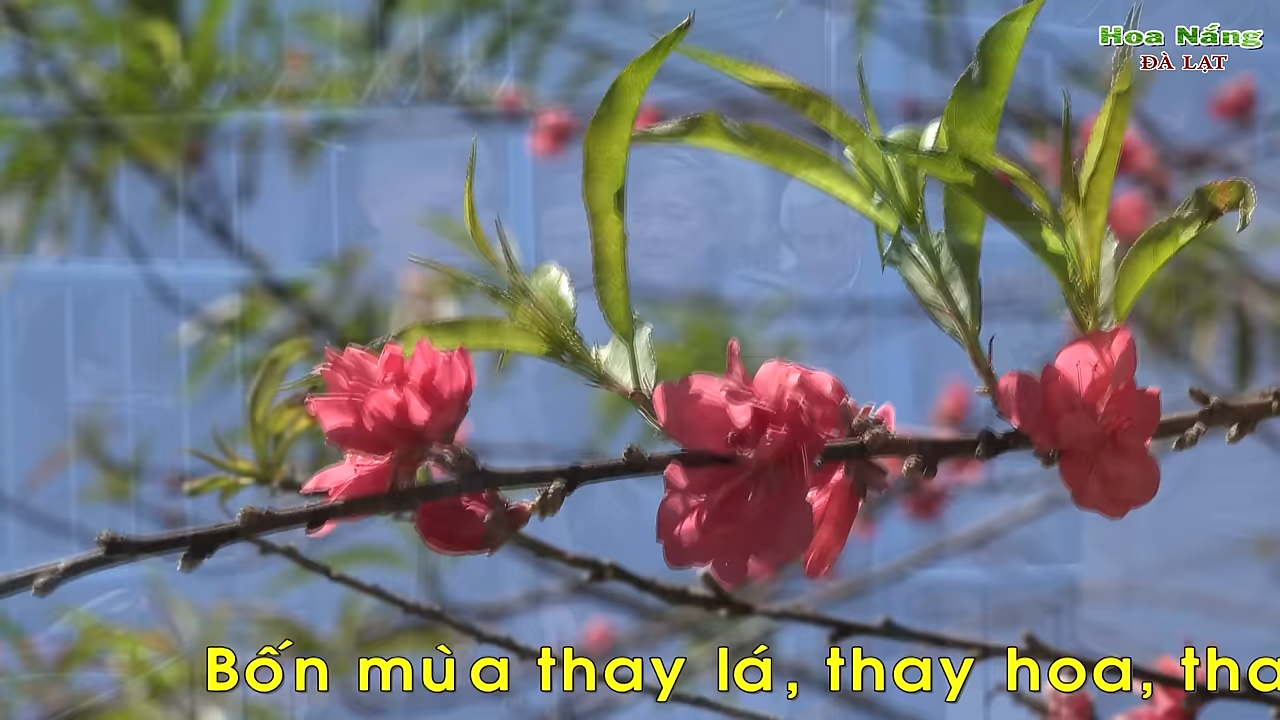 Hoa Nắng
ĐÀ LẠT
Bốn mùa thay lá, thay hoa,